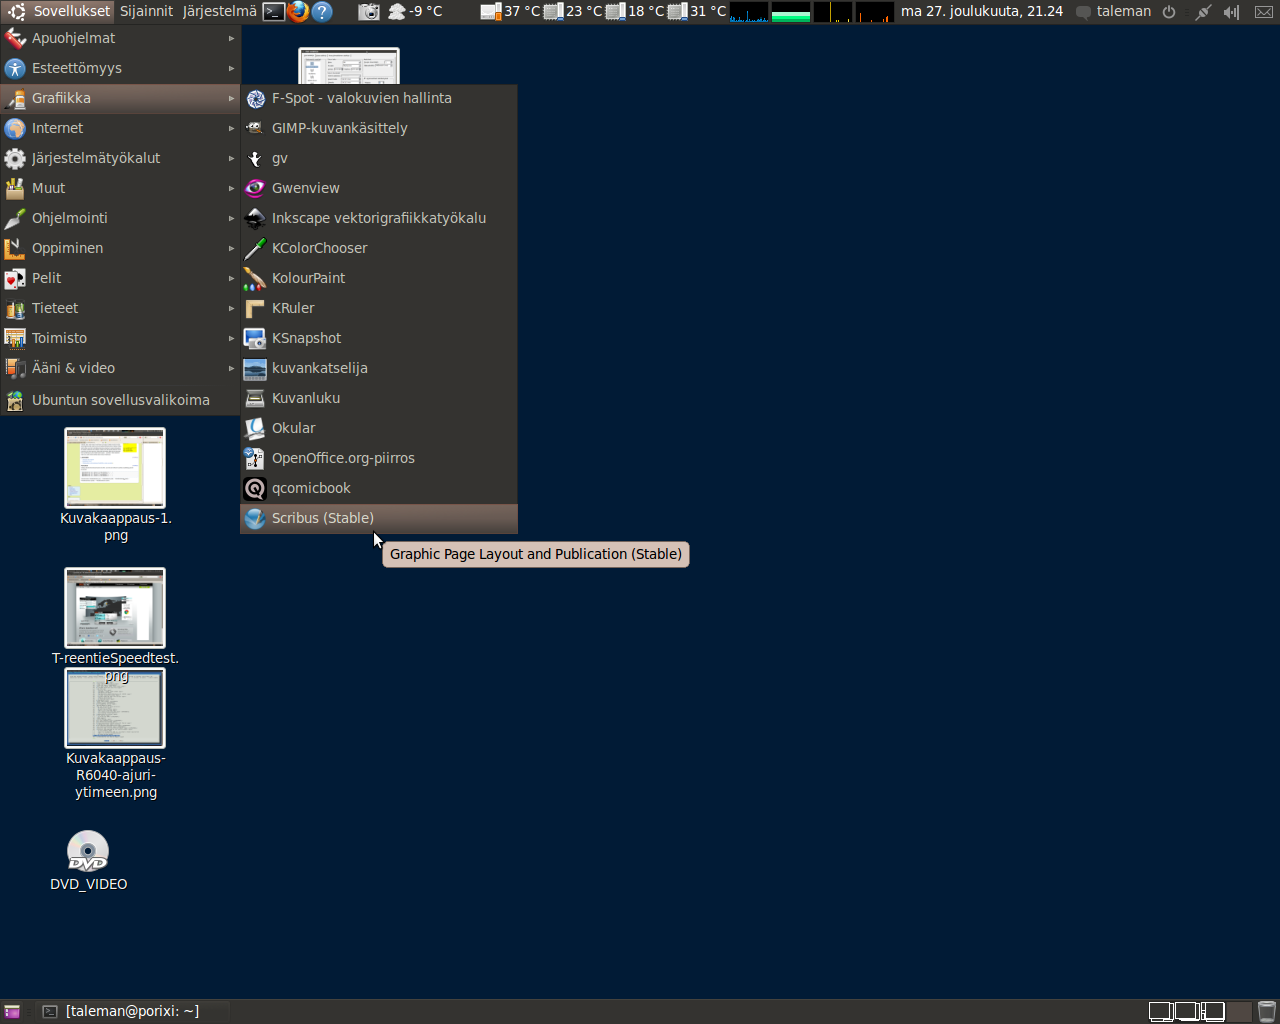 Sovellukset Sijainnit Järjestelmä -9 °C 37 °C 23 °C 18 °C 31 °C ma 27. joulukuuta, 21.24 taleman
Apuohjelmat
Esteettömyys
Grafiikka
Internet
Järjestelmätyökalut
Muut
Ohjelmointi
Oppiminen
Pelit
Tieteet
Toimisto
Ääni & video
Ubuntun sovellusvalikoima
F-Spot - valokuvien hallinta
GIMP-kuvankäsittely
gv
Gwenview
Inkscape vektorigrafiikkatyökalu
KColorChooser
KolourPaint
KRuler
KSnapshot
kuvankatselija
Kuvanluku
Okular
OpenOffice.org-piirros
qcomicbook
Scribus (Stable)
Graphic Page Layout and Publication (Stable)
Kuvakaappaus-1.
png
T-reentieSpeedtest.
png
Kuvakaappaus-
R6040-ajuri-
ytimeen.png
DVD
DVD_VIDEO
[taleman@porixi: ~]